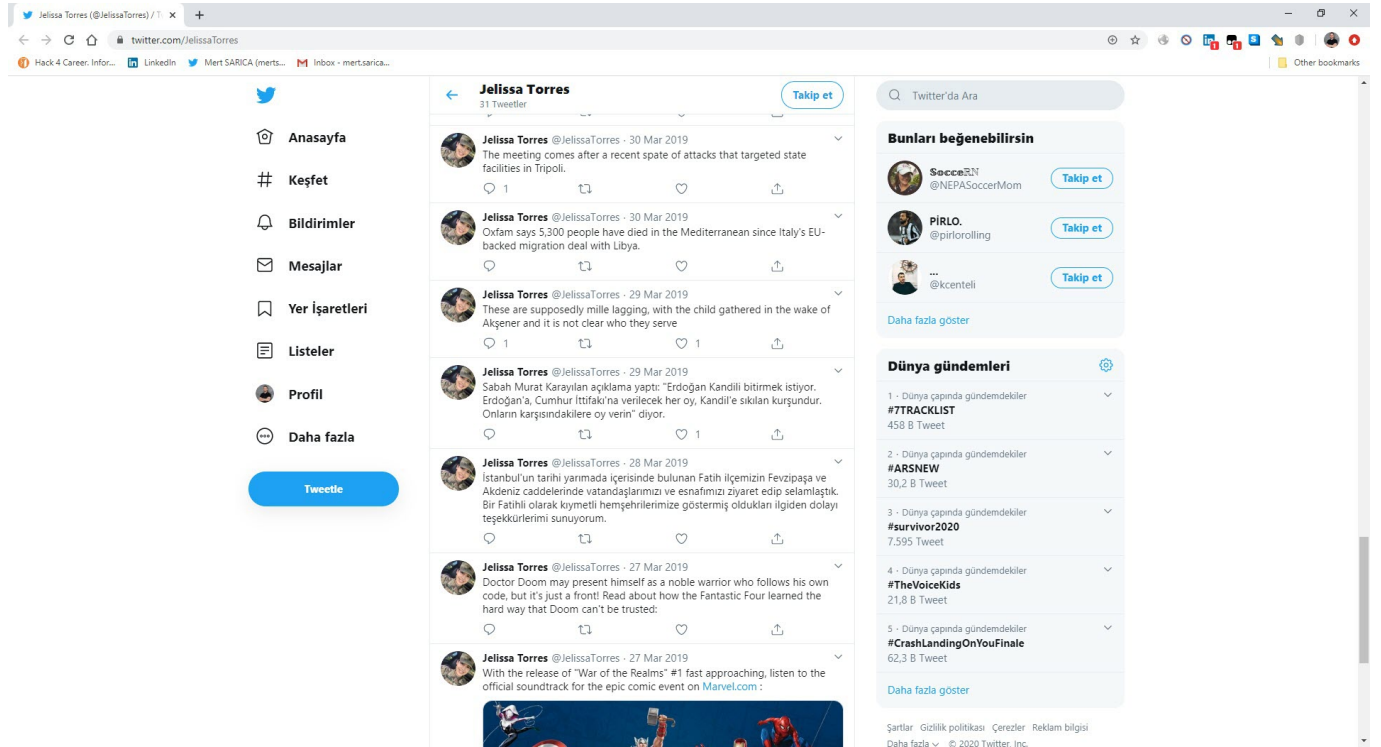 Jelissa Torres (@JelissaTorres) / T
twitter.com/JelissaTorres
Hack 4 Career. Infor...
LinkedIn
Mert SARICA (merts...
Inbox - mert.sarica...
Other bookmarks
Anasayfa
Keşfet
Bildirimler
Mesajlar
Yer İşaretleri
Listeler
Profil
Daha fazla
Tweetle
Jelissa Torres
31 Tweetler
Takip et
Jelissa Torres @JelissaTorres · 30 Mar 2019
The meeting comes after a recent spate of attacks that targeted state
facilities in Tripoli.
1
Jelissa Torres @JelissaTorres · 30 Mar 2019
Oxfam says 5,300 people have died in the Mediterranean since Italy's EU-
backed migration deal with Libya.
Jelissa Torres @JelissaTorres · 29 Mar 2019
These are supposedly mille lagging, with the child gathered in the wake of
Akşener and it is not clear who they serve
1 1
Jelissa Torres @JelissaTorres · 29 Mar 2019
Sabah Murat Karayılan açıklama yaptı: "Erdoğan Kandili bitirmek istiyor.
Erdoğan'a, Cumhur İttifakı'na verilecek her oy, Kandil'e sıkılan kurşundur.
Onların karşısındakilere oy verin" diyor.
1
Jelissa Torres @JelissaTorres · 28 Mar 2019
İstanbul'un tarihi yarımada içerisinde bulunan Fatih ilçemizin Fevzipaşa ve
Akdeniz caddelerinde vatandaşlarımızı ve esnafımızı ziyaret edip selamlaştık.
Bir Fatihli olarak kıymetli hemşehrilerimize göstermiş oldukları ilgiden dolayı
teşekkürlerimi sunuyorum.
Jelissa Torres @JelissaTorres · 27 Mar 2019
Doctor Doom may present himself as a noble warrior who follows his own
code, but it's just a front! Read about how the Fantastic Four learned the
hard way that Doom can't be trusted:
Jelissa Torres @JelissaTorres · 27 Mar 2019
With the release of "War of the Realms" #1 fast approaching, listen to the
official soundtrack for the epic comic event on Marvel.com :
Twitter'da Ara
Bunları beğenebilirsin
SocceRN
@NEPASoccerMom
Takip et
PİRLO.
@pirlorolling
Takip et
...
@kcenteli
Takip et
Daha fazla göster
Dünya gündemleri
1 · Dünya çapında gündemdekiler
#7TRACKLIST
458 B Tweet
2 · Dünya çapında gündemdekiler
#ARSNEW
30,2 B Tweet
3 · Dünya çapında gündemdekiler
#survivor2020
7.595 Tweet
4 · Dünya çapında gündemdekiler
#TheVoiceKids
21,8 B Tweet
5 · Dünya çapında gündemdekiler
#CrashLandingOnYouFinale
62,3 B Tweet
Daha fazla göster
Şartlar Gizlilik politikası Çerezler Reklam bilgisi
Daha fazla © 2020 Twitter, Inc.